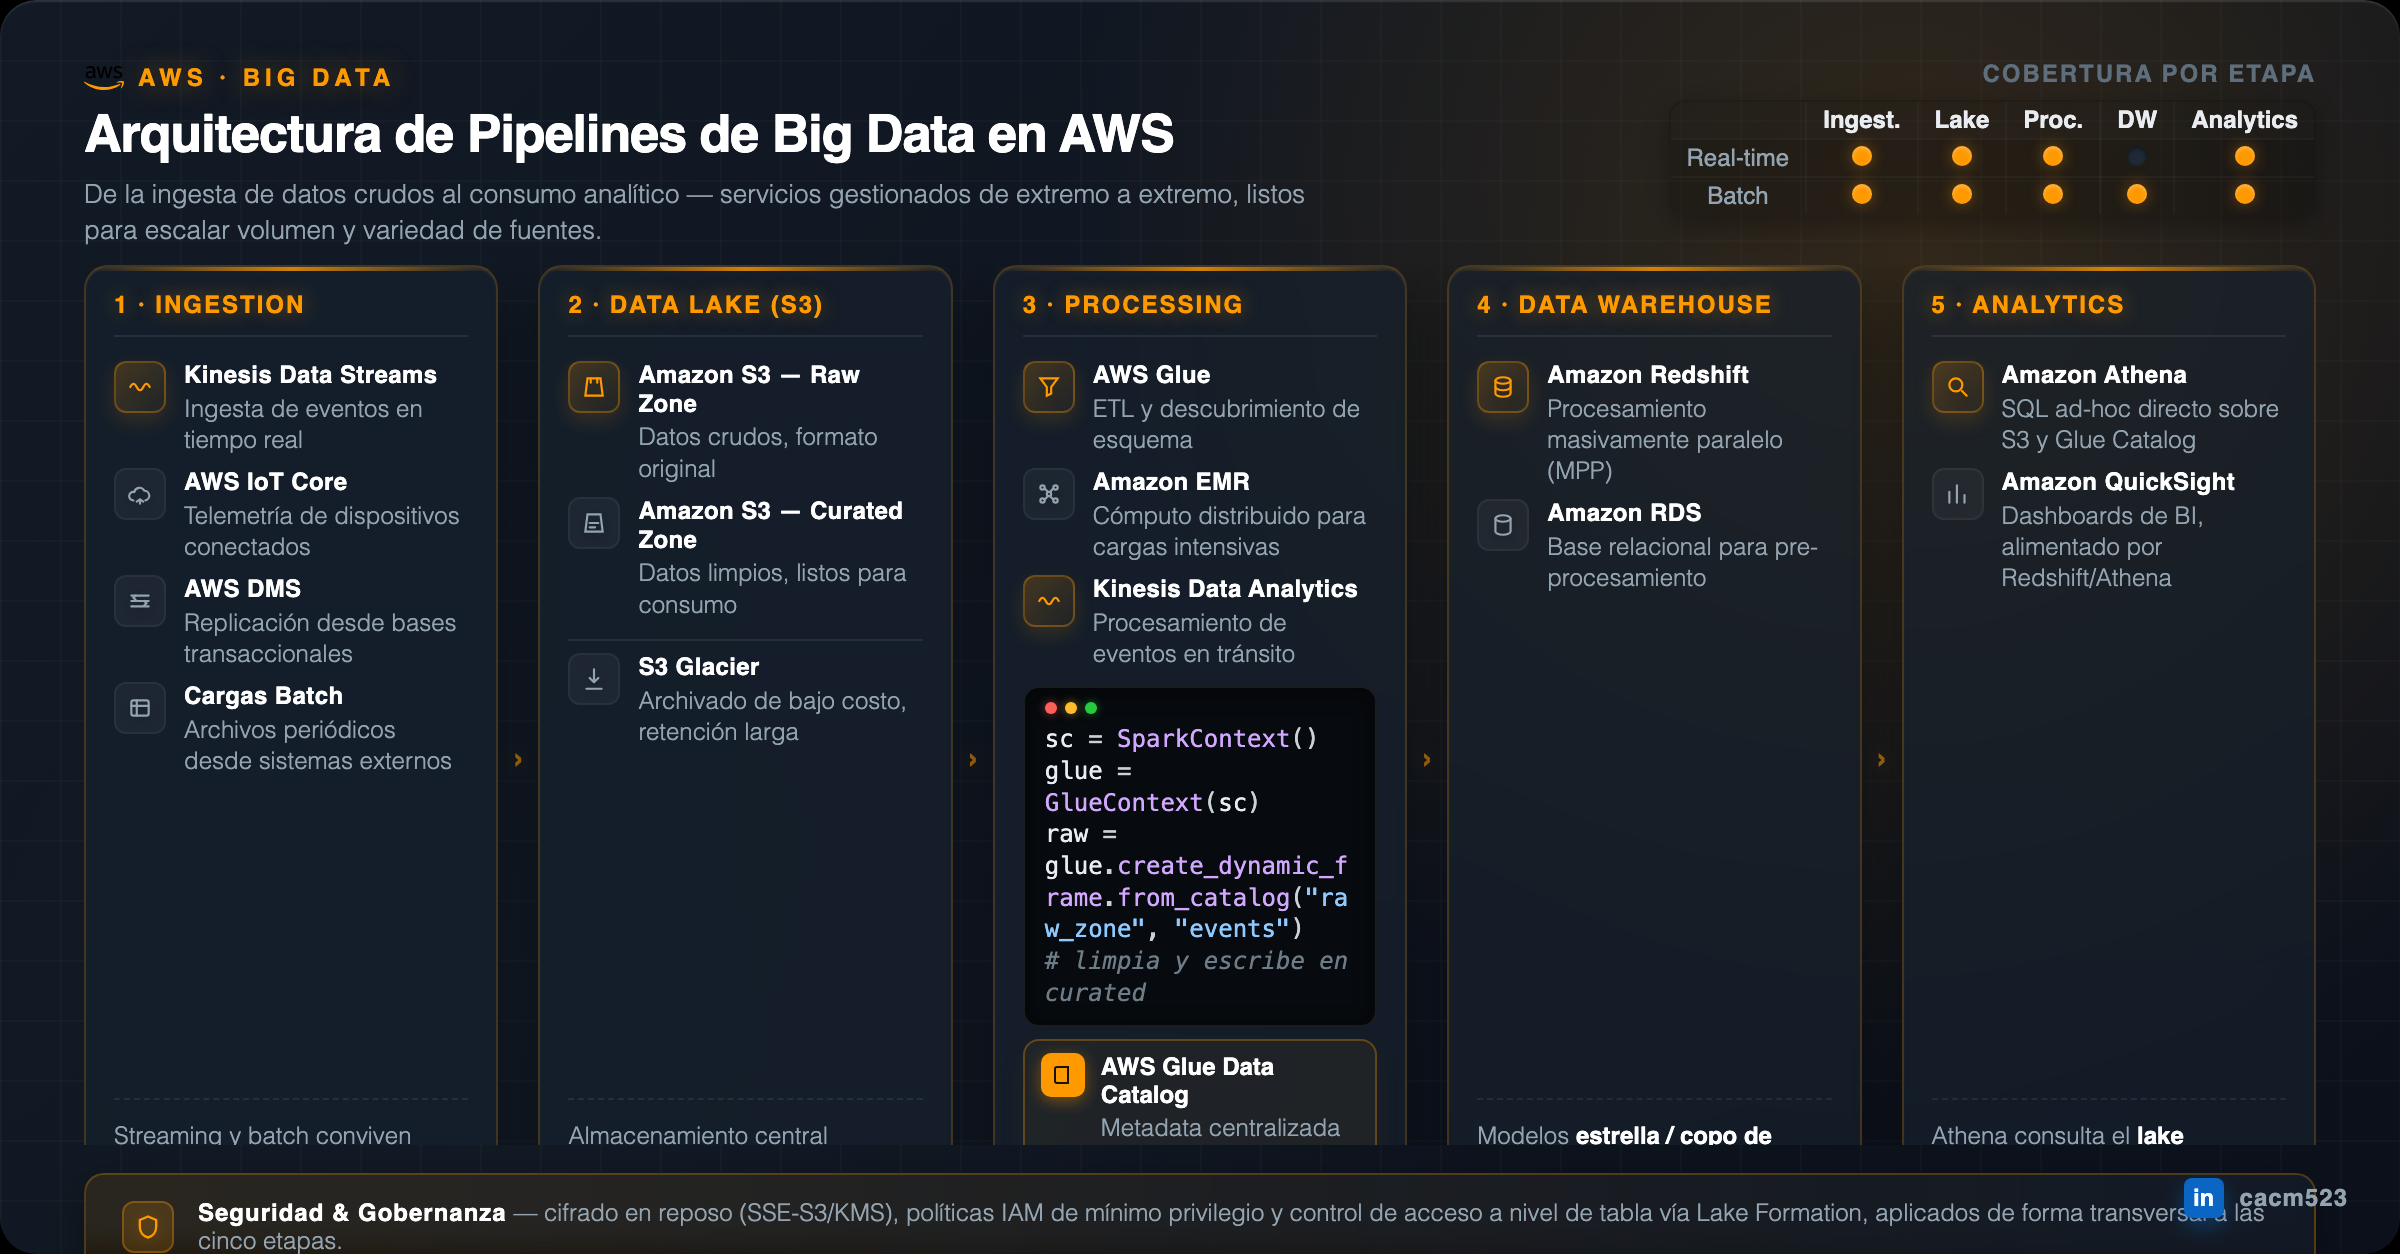 aws AWS · BIG DATA
Arquitectura de Pipelines de Big Data en AWS
De la ingesta de datos crudos al consumo analítico — servicios gestionados de extremo a extremo, listos
para escalar volumen y variedad de fuentes.
COBERTURA POR ETAPA
Ingest. Lake Proc. DW Analytics
Real-time
Batch
1 · INGESTION
Kinesis Data Streams
Ingesta de eventos en
tiempo real
AWS IoT Core
Telemetría de dispositivos
conectados
AWS DMS
Replicación desde bases
transaccionales
Cargas Batch
Archivos periódicos
desde sistemas externos
Streaming y batch conviven
›
2 · DATA LAKE (S3)
Amazon S3 — Raw
Zone
Datos crudos, formato
original
Amazon S3 — Curated
Zone
Datos limpios, listos para
consumo
S3 Glacier
Archivado de bajo costo,
retención larga
Almacenamiento central
›
3 · PROCESSING
AWS Glue
ETL y descubrimiento de
esquema
Amazon EMR
Cómputo distribuido para
cargas intensivas
Kinesis Data Analytics
Procesamiento de
eventos en tránsito
sc = SparkContext()
glue =
GlueContext(sc)
raw =
glue.create_dynamic_f
rame.from_catalog("ra
w_zone", "events")
# limpia y escribe en
curated
AWS Glue Data
Catalog
Metadata centralizada
›
4 · DATA WAREHOUSE
Amazon Redshift
Procesamiento
masivamente paralelo
(MPP)
Amazon RDS
Base relacional para pre-
procesamiento
Modelos estrella / copo de
›
5 · ANALYTICS
Amazon Athena
SQL ad-hoc directo sobre
S3 y Glue Catalog
Amazon QuickSight
Dashboards de BI,
alimentado por
Redshift/Athena
Athena consulta el lake
Seguridad & Gobernanza — cifrado en reposo (SSE-S3/KMS), políticas IAM de mínimo privilegio y control de acceso a nivel de tabla vía Lake Formation, aplicados de forma transversal a las
cinco etapas.
in cacm523